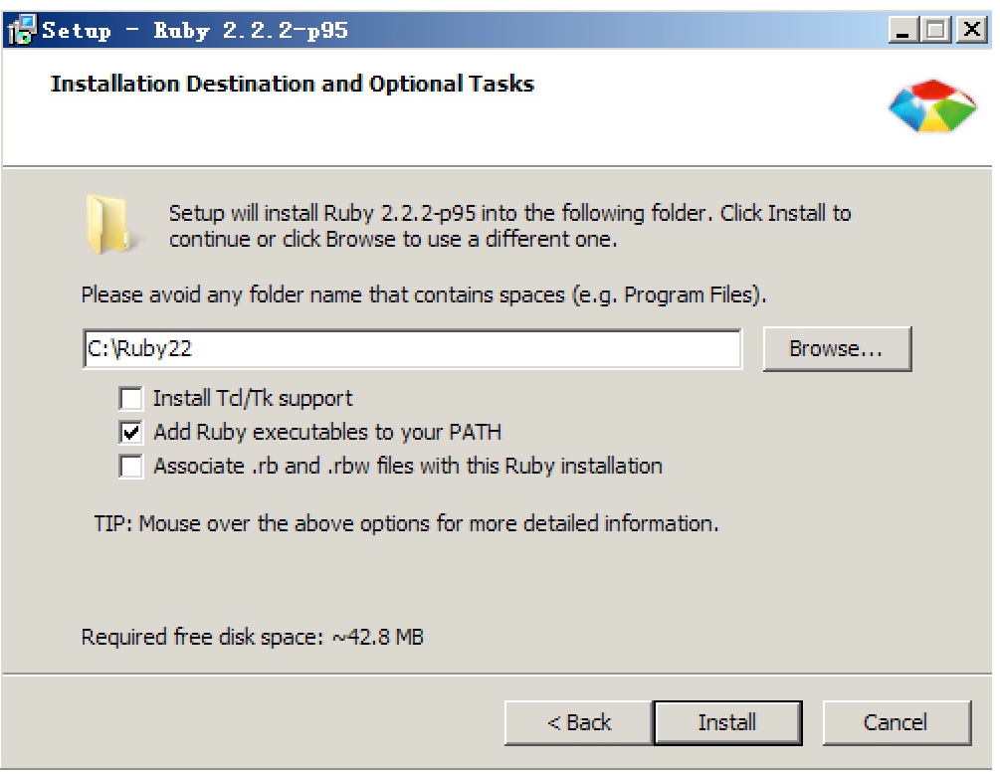 Setup - Ruby 2.2.2-p95
Installation Destination and Optional Tasks
Setup will install Ruby 2.2.2-p95 into the following folder. Click Install to
continue or click Browse to use a different one.
Please avoid any folder name that contains spaces (e.g. Program Files).
C:\Ruby22
Browse...
Install Tcl/Tk support
Add Ruby executables to your PATH
Associate .rb and .rbw files with this Ruby installation
TIP: Mouse over the above options for more detailed information.
Required free disk space: ~42.8 MB
< Back
Install
Cancel